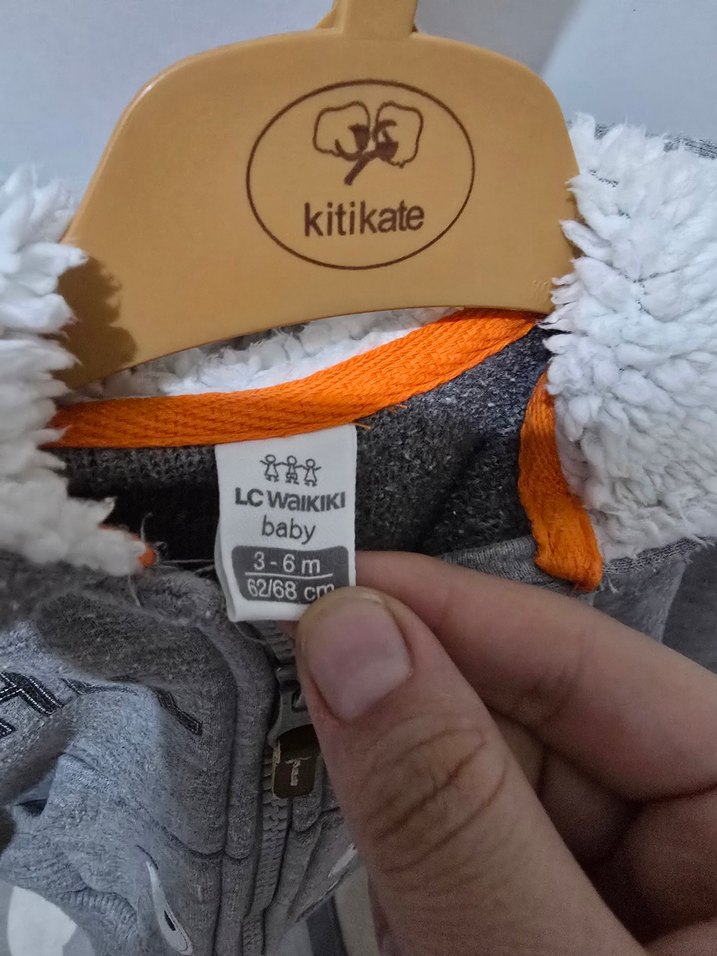 kitikate
LC WAIKIKI
baby
3 - 6 m
62/68 cm